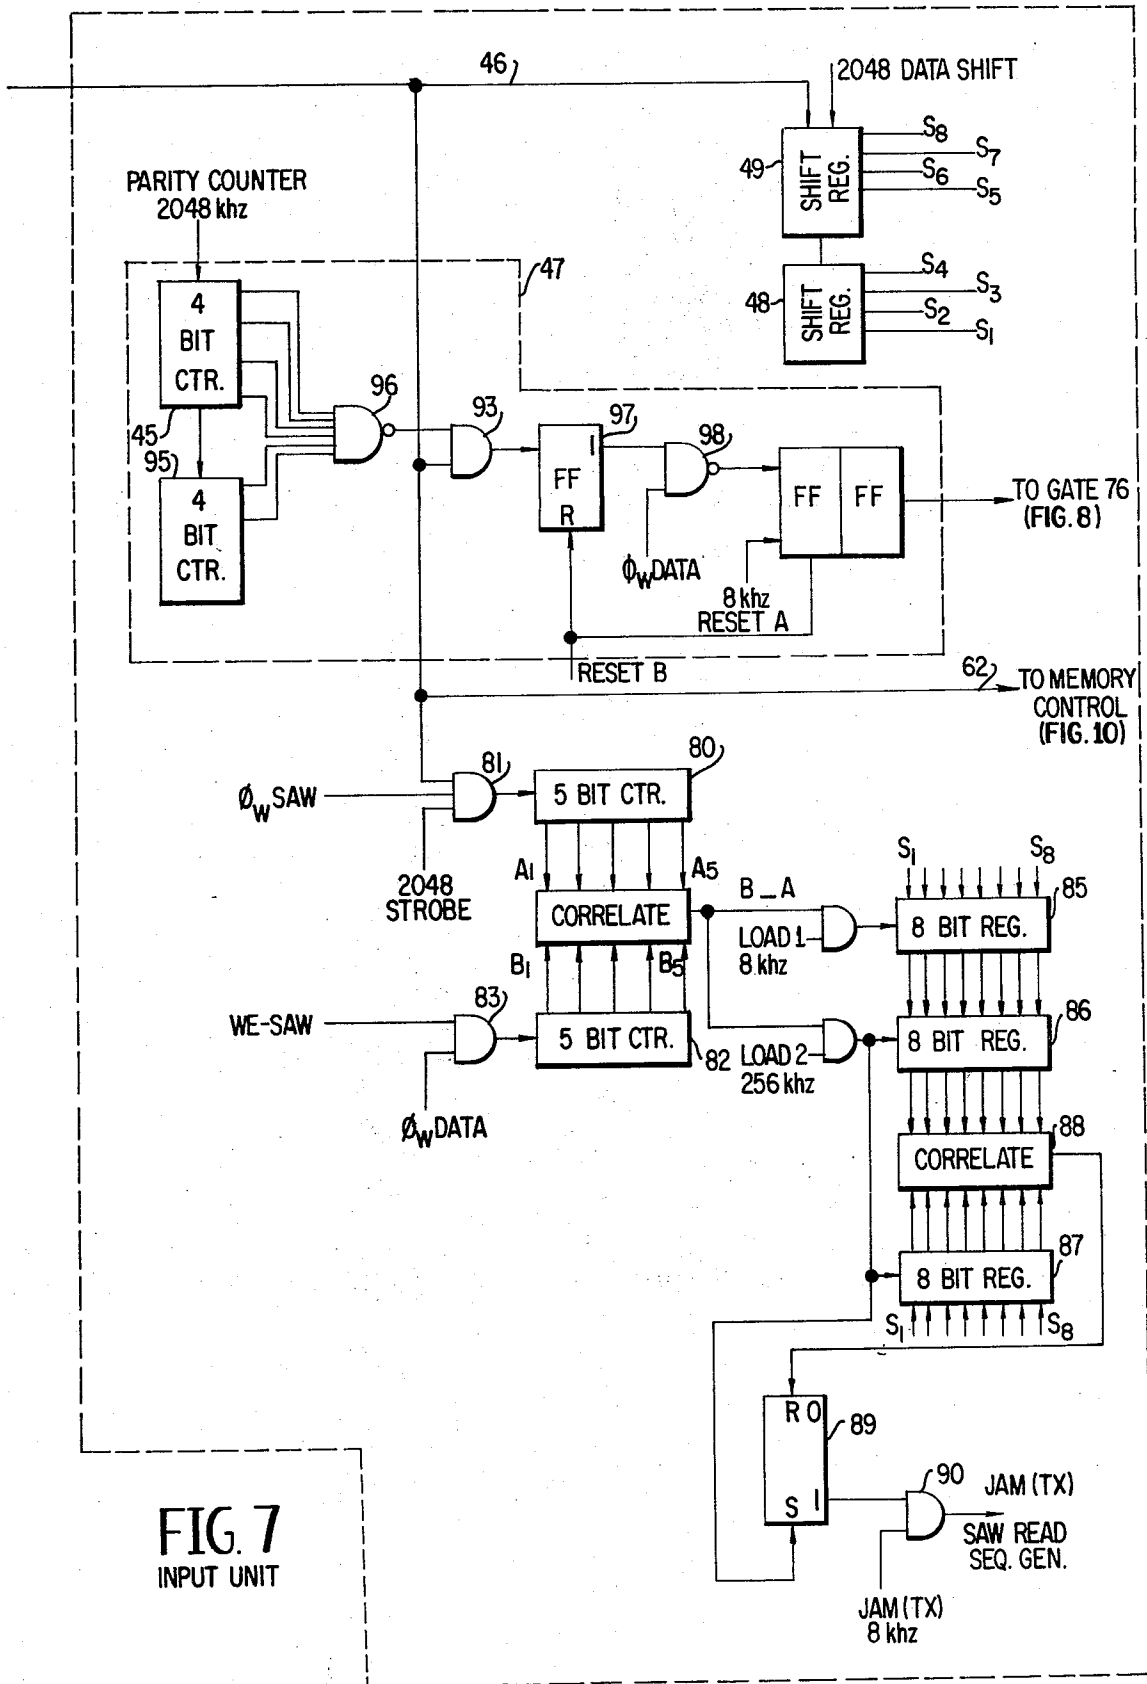 46
2048 DATA SHIFT
49
SHIFT REG.
S8
S7
S6
S5
PARITY COUNTER
2048 khz
47
48
SHIFT REG.
S4
S3
S2
S1
4
BIT
CTR.
45
95
4
BIT
CTR.
96
93
97
1
FF
R
98
ΦW DATA
FF
FF
8 khz
RESET A
RESET B
TO GATE 76
(FIG. 8)
62
TO MEMORY
CONTROL
(FIG. 10)
81
80
ØW SAW
5 BIT CTR.
2048
STROBE
A1
A5
CORRELATE
B_A
B1
B5
LOAD 1
8 khz
S1
S8
85
8 BIT REG.
WE-SAW
83
5 BIT CTR.
82
ØW DATA
LOAD 2
256 khz
86
8 BIT REG.
88
CORRELATE
87
8 BIT REG.
S1
S8
R 0
89
S 1
90
JAM (TX)
SAW READ
SEQ. GEN.
JAM (TX)
8 khz
FIG. 7
INPUT UNIT